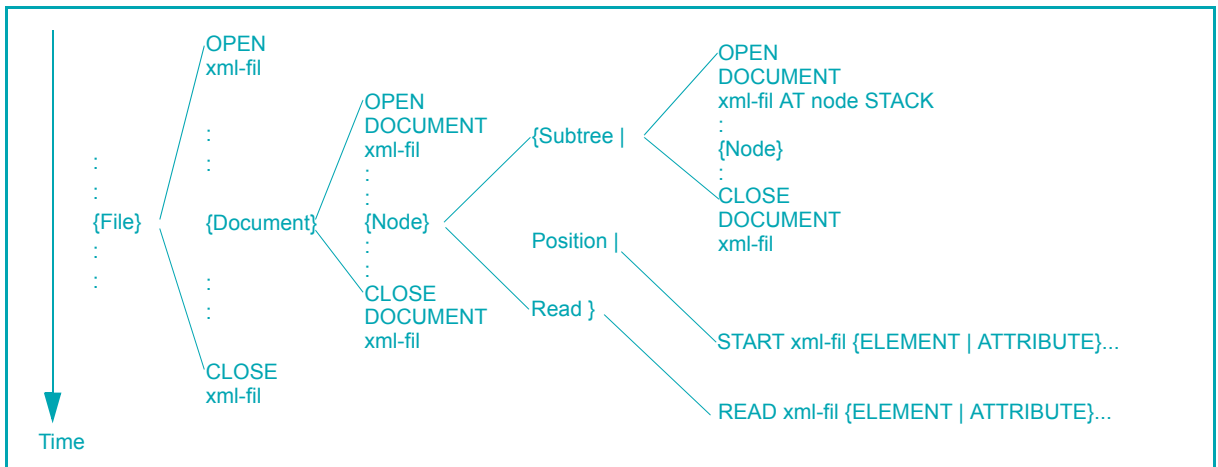 OPEN
xml-fil
:
:
:
:
{File}
:
:
{Document}
:
:
CLOSE
xml-fil
Time
OPEN
DOCUMENT
xml-fil
:
:
{Node}
:
:
CLOSE
DOCUMENT
xml-fil
{Subtree |
Position |
Read }
OPEN
DOCUMENT
xml-fil AT node STACK
:
{Node}
:
CLOSE
DOCUMENT
xml-fil
START xml-fil {ELEMENT | ATTRIBUTE}...
READ xml-fil {ELEMENT | ATTRIBUTE}...